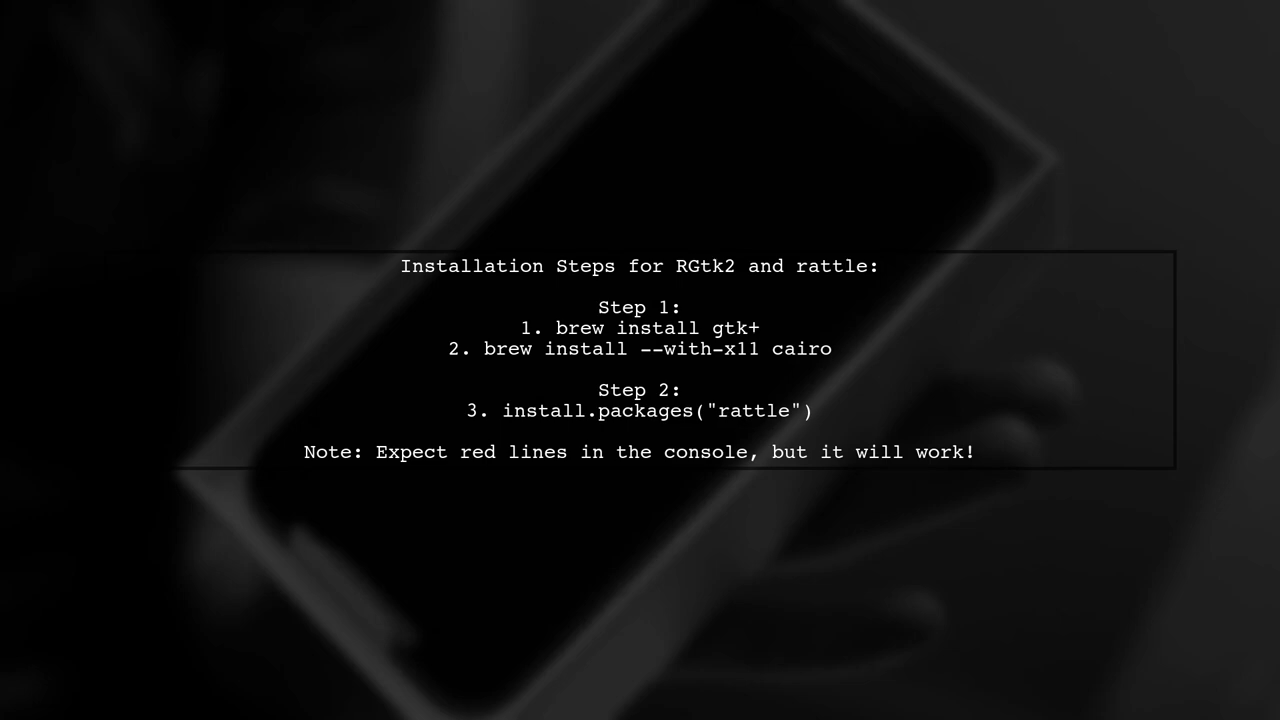 Installation Steps for RGtk2 and rattle:
Step 1:
1. brew install gtk+
2. brew install --with-x11 cairo
Step 2:
3. install.packages("rattle")
Note: Expect red lines in the console, but it will work!